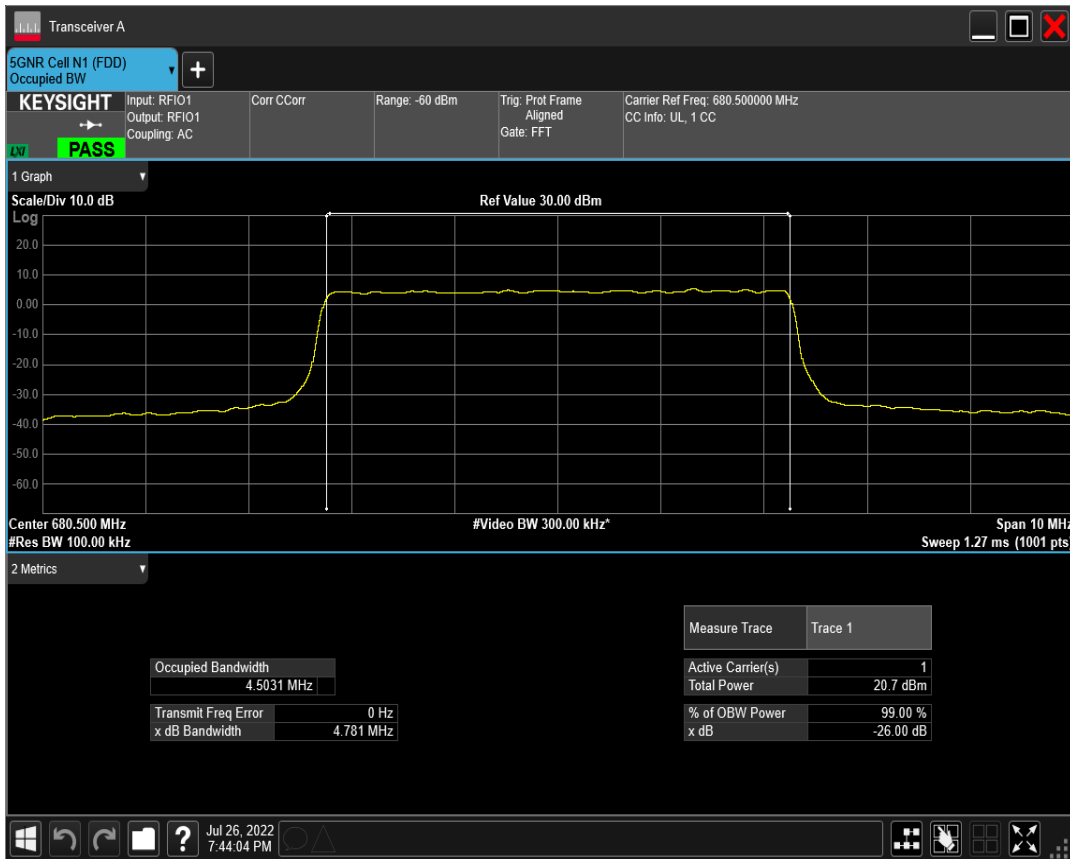 Transceiver A
5GNR Cell N1 (FDD)
Occupied BW
KEYSIGHT
LXI
PASS
Input: RFIO1
Output: RFIO1
Coupling: AC
Corr CCorr
Range: -60 dBm
Trig: Prot Frame
Aligned
Gate: FFT
Carrier Ref Freq: 680.500000 MHz
CC Info: UL, 1 CC
1 Graph
Scale/Div 10.0 dB
Ref Value 30.00 dBm
Log
20.0
10.0
0.00
-10.0
-20.0
-30.0
-40.0
-50.0
-60.0
Center 680.500 MHz
#Video BW 300.00 kHz*
Span 10 MHz
#Res BW 100.00 kHz
Sweep 1.27 ms (1001 pts)
2 Metrics
Measure Trace Trace 1
Occupied Bandwidth
4.5031 MHz
Active Carrier(s) 1
Total Power 20.7 dBm
Transmit Freq Error 0 Hz
x dB Bandwidth 4.781 MHz
% of OBW Power 99.00 %
x dB -26.00 dB
?
Jul 26, 2022
7:44:04 PM